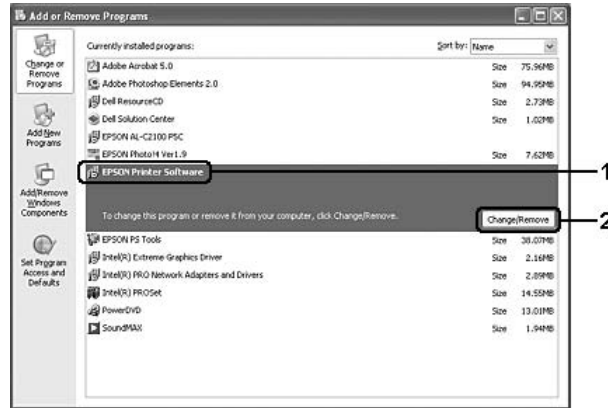 Add or Remove Programs
Change or
Remove
Programs
Add New
Programs
Add/Remove
Windows
Components
Set Program
Access and
Defaults
Currently installed programs:
Sort by: Name
Adobe Acrobat 5.0 Size 75.96MB
Adobe Photoshop Elements 2.0 Size 94.95MB
Dell ResourceCD Size 2.73MB
Dell Solution Center Size 1.02MB
EPSON AL-C2100 PSC
EPSON Photo!4 Ver1.9 Size 7.62MB
EPSON Printer Software 1
To change this program or remove it from your computer, click Change/Remove.
Change/Remove 2
EPSON PS Tools Size 38.07MB
Intel(R) Extreme Graphics Driver Size 2.16MB
Intel(R) PRO Network Adapters and Drivers Size 2.89MB
Intel(R) PROSet Size 14.55MB
PowerDVD Size 13.01MB
SoundMAX Size 1.94MB